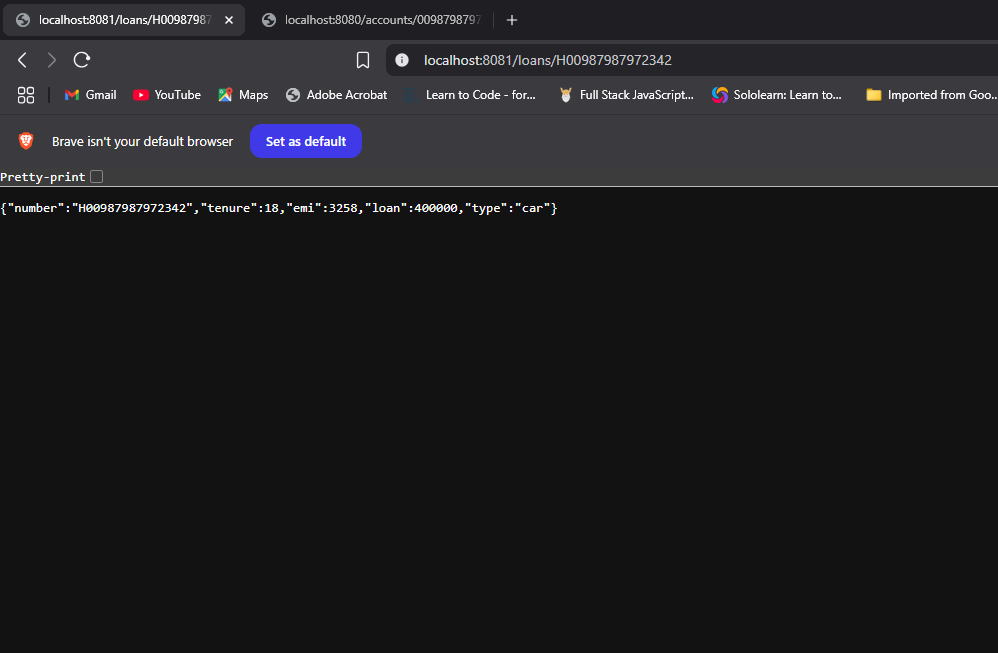 localhost:8081/loans/H00987987
localhost:8080/accounts/0098798797
localhost:8081/loans/H00987987972342
Gmail YouTube Maps Adobe Acrobat Learn to Code - for... Full Stack JavaScript... Sololearn: Learn to... Imported from Goo...
Brave isn't your default browser Set as default
Pretty-print
{"number":"H00987987972342","tenure":18,"emi":3258,"loan":400000,"type":"car"}